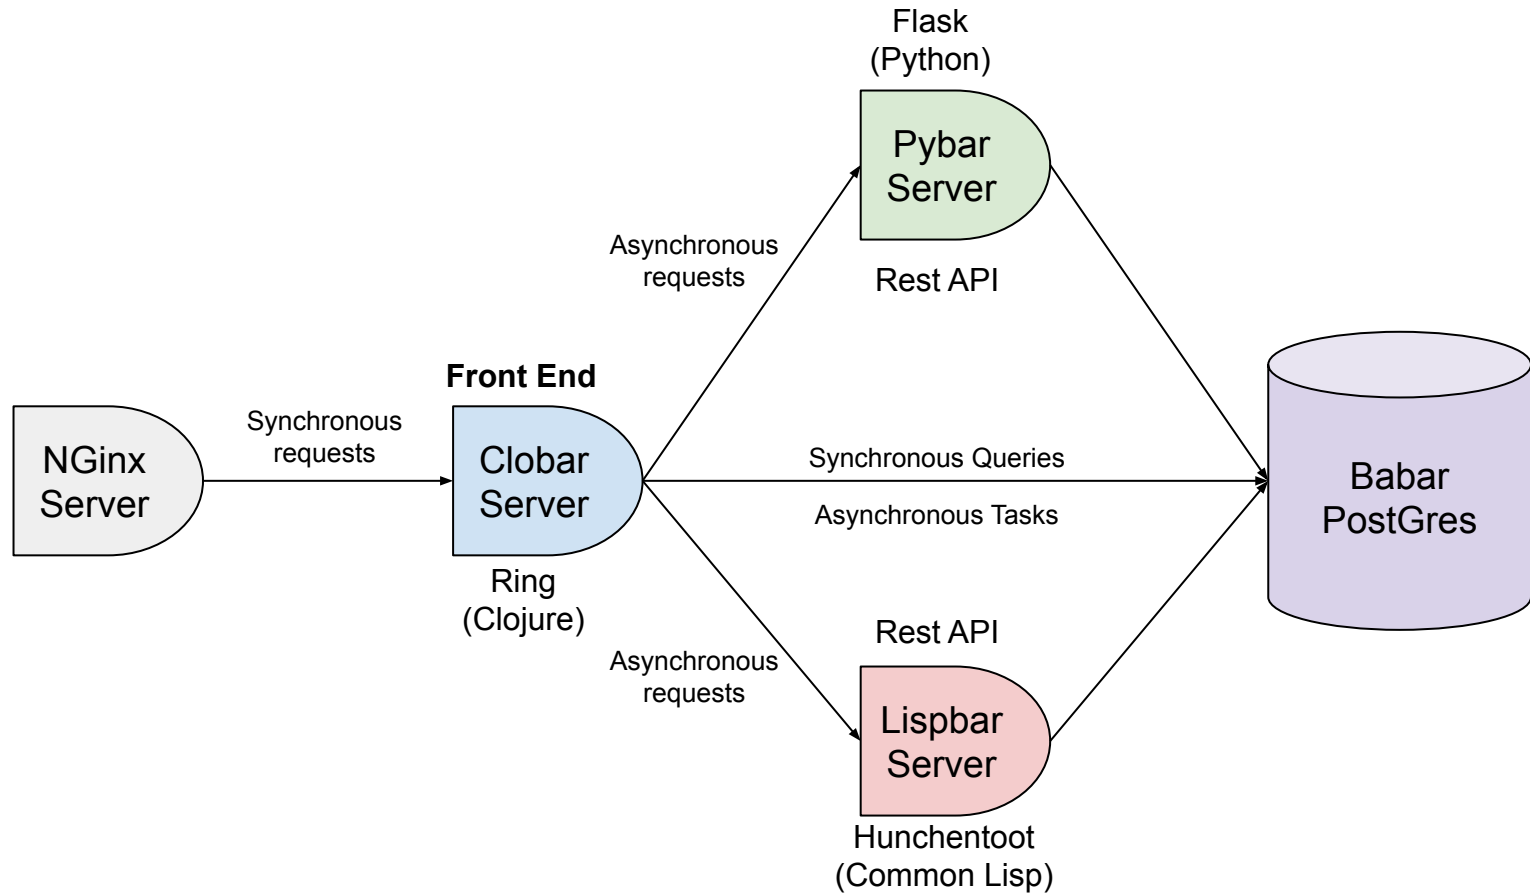 Flask
(Python)
Pybar
Server
Asynchronous
requests
Rest API
Front End
Synchronous
requests
NGinx
Server
Clobar
Server
Synchronous Queries
Asynchronous Tasks
Babar
PostGres
Ring
(Clojure)
Rest API
Asynchronous
requests
Lispbar
Server
Hunchentoot
(Common Lisp)